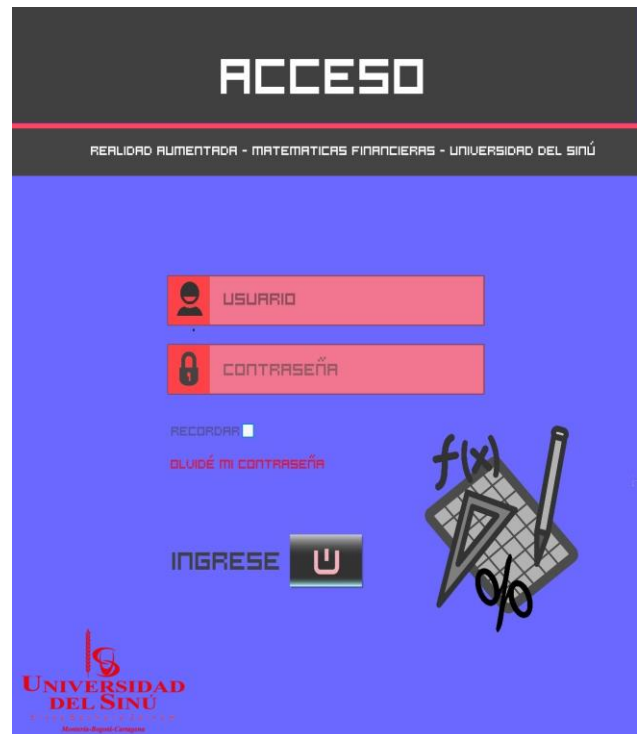 ACCESO
REALIDAD AUMENTADA - MATEMATICAS FINANCIERAS - UNIVERSIDAD DEL SINÚ
USUARIO
CONTRASEÑA
RECORDAR
OLVIDÉ MI CONTRASEÑA
f(x)
%
INGRESE
UNIVERSIDAD
DEL SINÚ
Montería-Bogotá-Cartagena